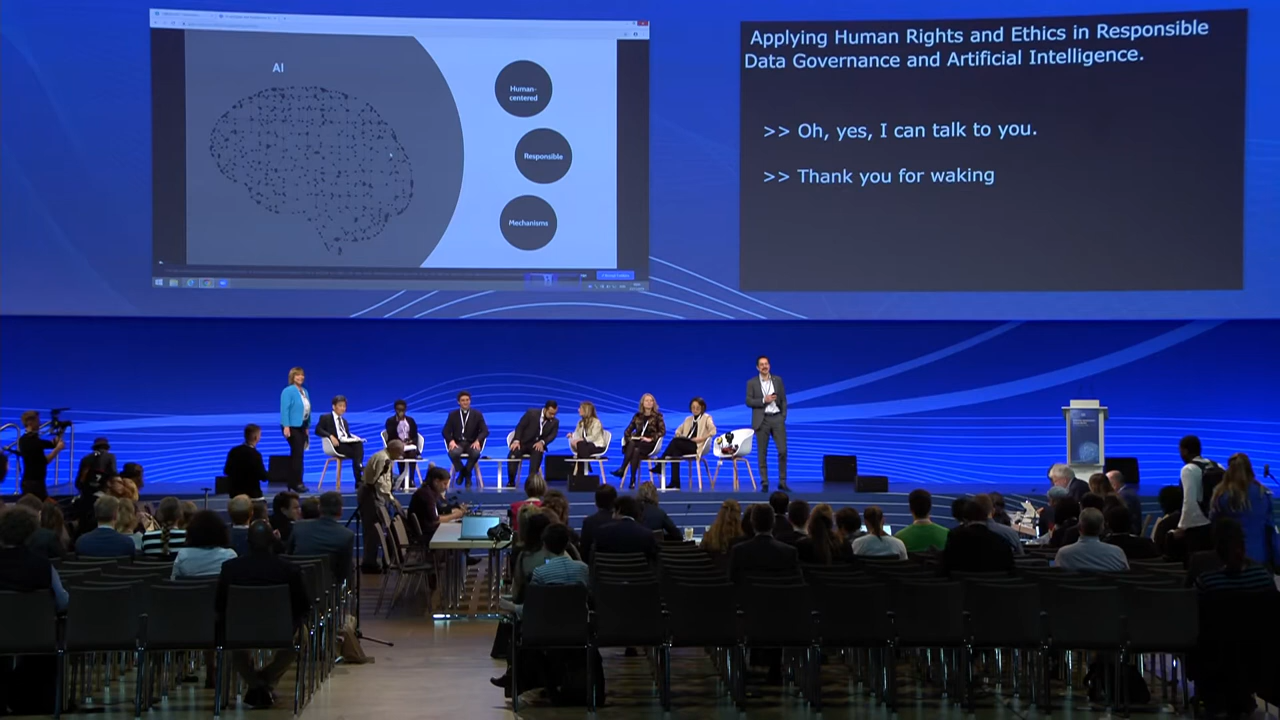 AI
Human-
centered
Responsible
Mechanisms
Applying Human Rights and Ethics in Responsible
Data Governance and Artificial Intelligence.
>> Oh, yes, I can talk to you.
>> Thank you for waking